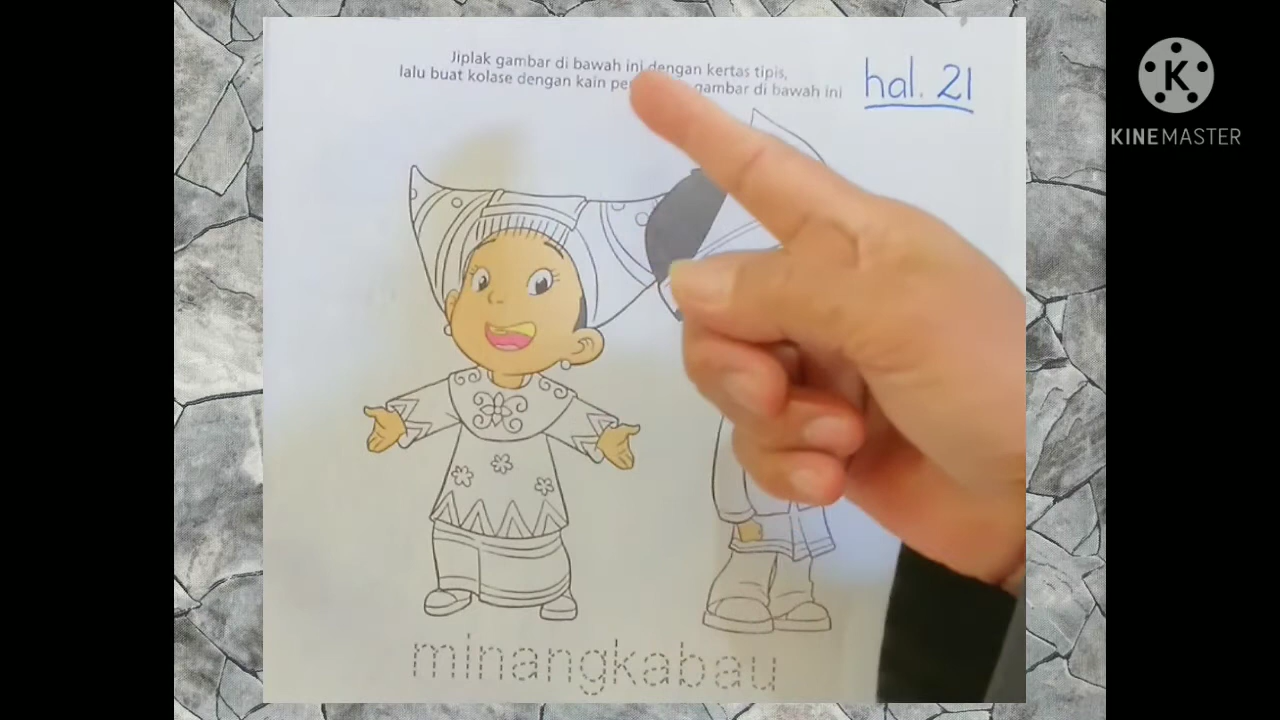 Jiplak gambar di bawah ini dengan kertas tipis,
lalu buat kolase dengan kain gambar di bawah ini
hal. 21
K
KINEMASTER
minangkabau